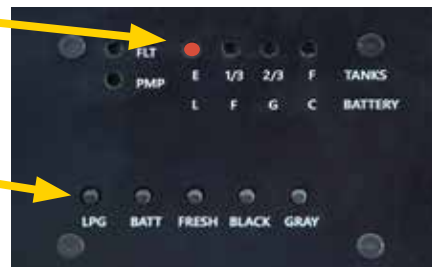 FLT
PMP
E 1/3 2/3 F TANKS
L F G C BATTERY
LPG BATT FRESH BLACK GRAY